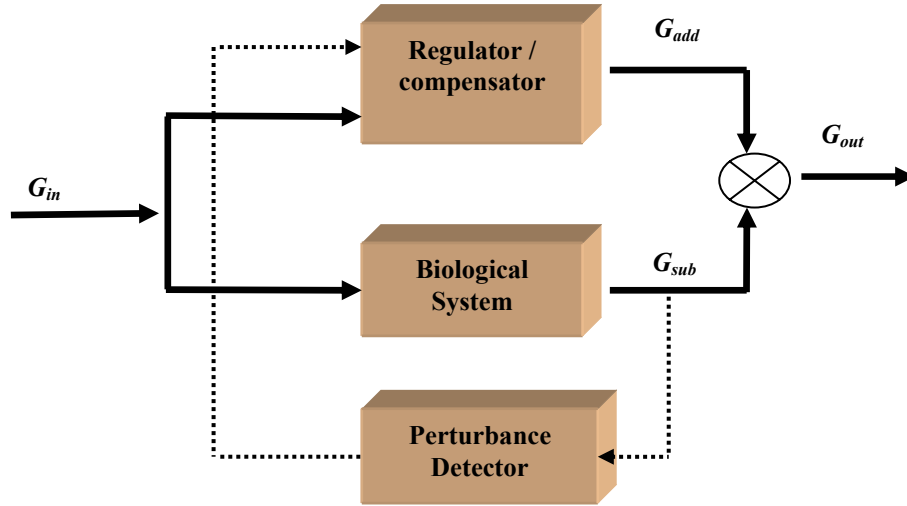 Regulator /
compensator
G_add
G_out
G_in
Biological
System
G_sub
Perturbance
Detector